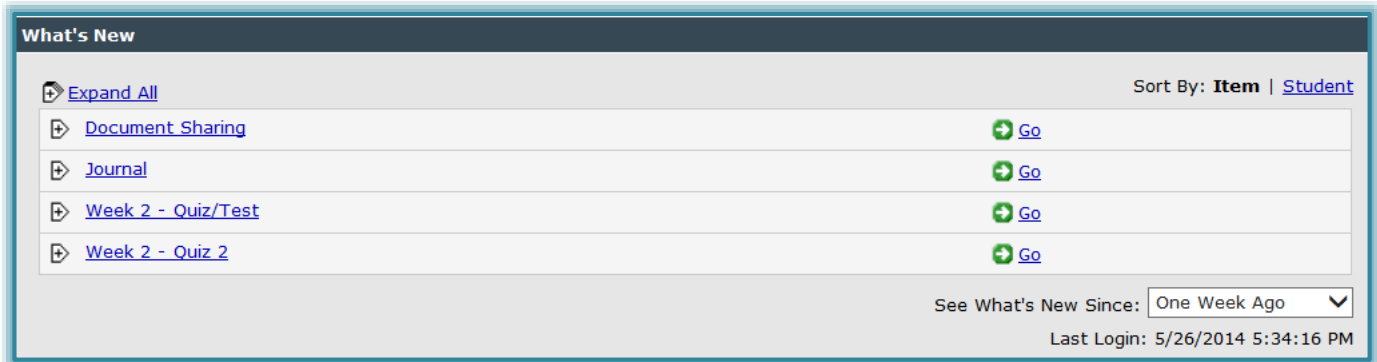 What's New
Expand All Sort By: Item | Student
Document Sharing Go
Journal Go
Week 2 - Quiz/Test Go
Week 2 - Quiz 2 Go
See What's New Since: One Week Ago
Last Login: 5/26/2014 5:34:16 PM